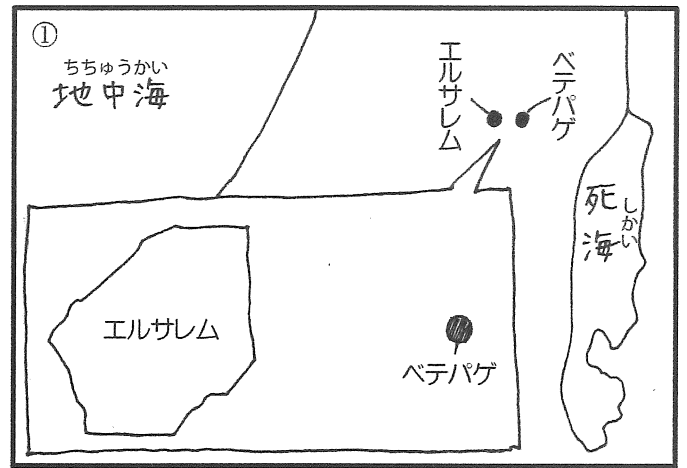 ①
ちちゅうかい
地中海
エルサレム
ベテパゲ
死海
しかい
エルサレム
ベテパゲ